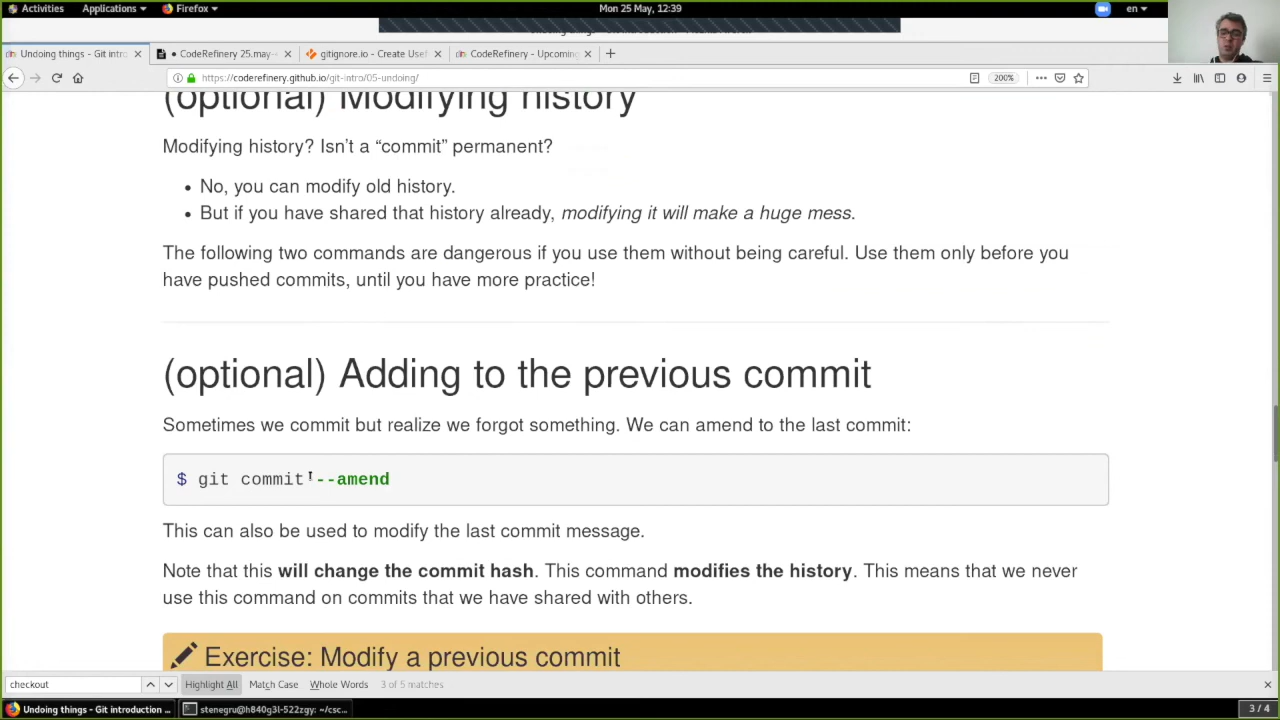 Activities Applications Firefox Mon 25 May, 12:39 en
Undoing things - Git intro CodeRefinery 25.may- gitignore.io - Create Usef CodeRefinery - Upcoming
https://coderefinery.github.io/git-intro/05-undoing/ 200%
(optional) Modifying history
Modifying history? Isn't a “commit” permanent?
No, you can modify old history.
But if you have shared that history already, modifying it will make a huge mess.
The following two commands are dangerous if you use them without being careful. Use them only before you
have pushed commits, until you have more practice!
(optional) Adding to the previous commit
Sometimes we commit but realize we forgot something. We can amend to the last commit:
$ git commit --amend
This can also be used to modify the last commit message.
Note that this will change the commit hash. This command modifies the history. This means that we never
use this command on commits that we have shared with others.
Exercise: Modify a previous commit
checkout Highlight All Match Case Whole Words 3 of 5 matches
Undoing things - Git introduction ... stenegru@h840g3l-522zgy: ~/csc... 3 / 4